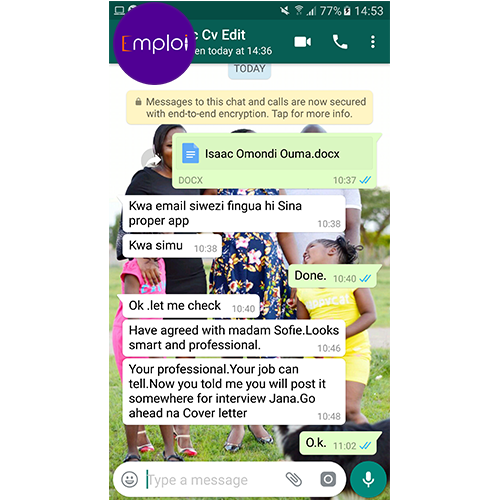 77% 14:53
Emploi
c Cv Edit
en today at 14:36
TODAY
Messages to this chat and calls are now secured
with end-to-end encryption. Tap for more info.
Isaac Omondi Ouma.docx
DOCX 10:37
Kwa email siwezi fingua hi Sina
proper app 10:38
Kwa simu 10:38
Done. 10:40
Ok .let me check 10:40
Have agreed with madam Sofie.Looks
smart and professional. 10:46
Your professional.Your job can
tell.Now you told me you will post it
somewhere for interview Jana.Go
ahead na Cover letter 10:48
O.k. 11:02
Type a message